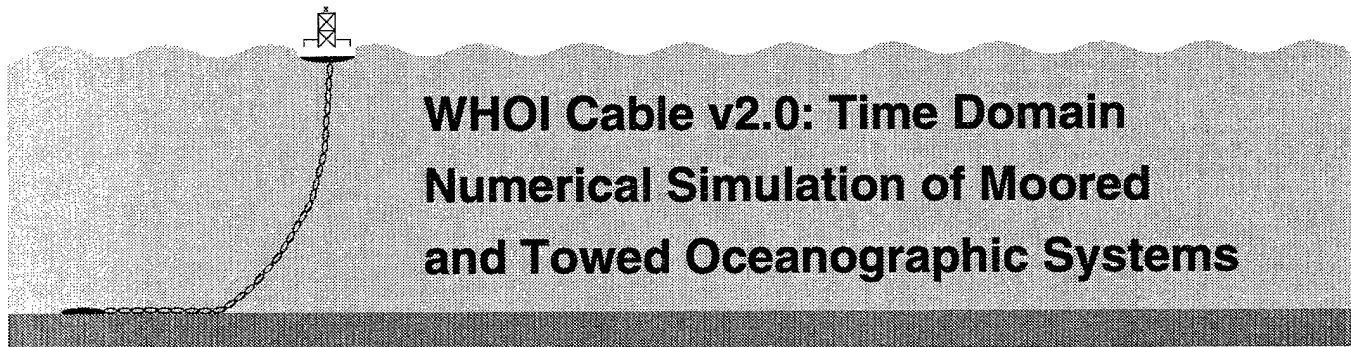 WHOI Cable v2.0: Time Domain
Numerical Simulation of Moored
and Towed Oceanographic Systems